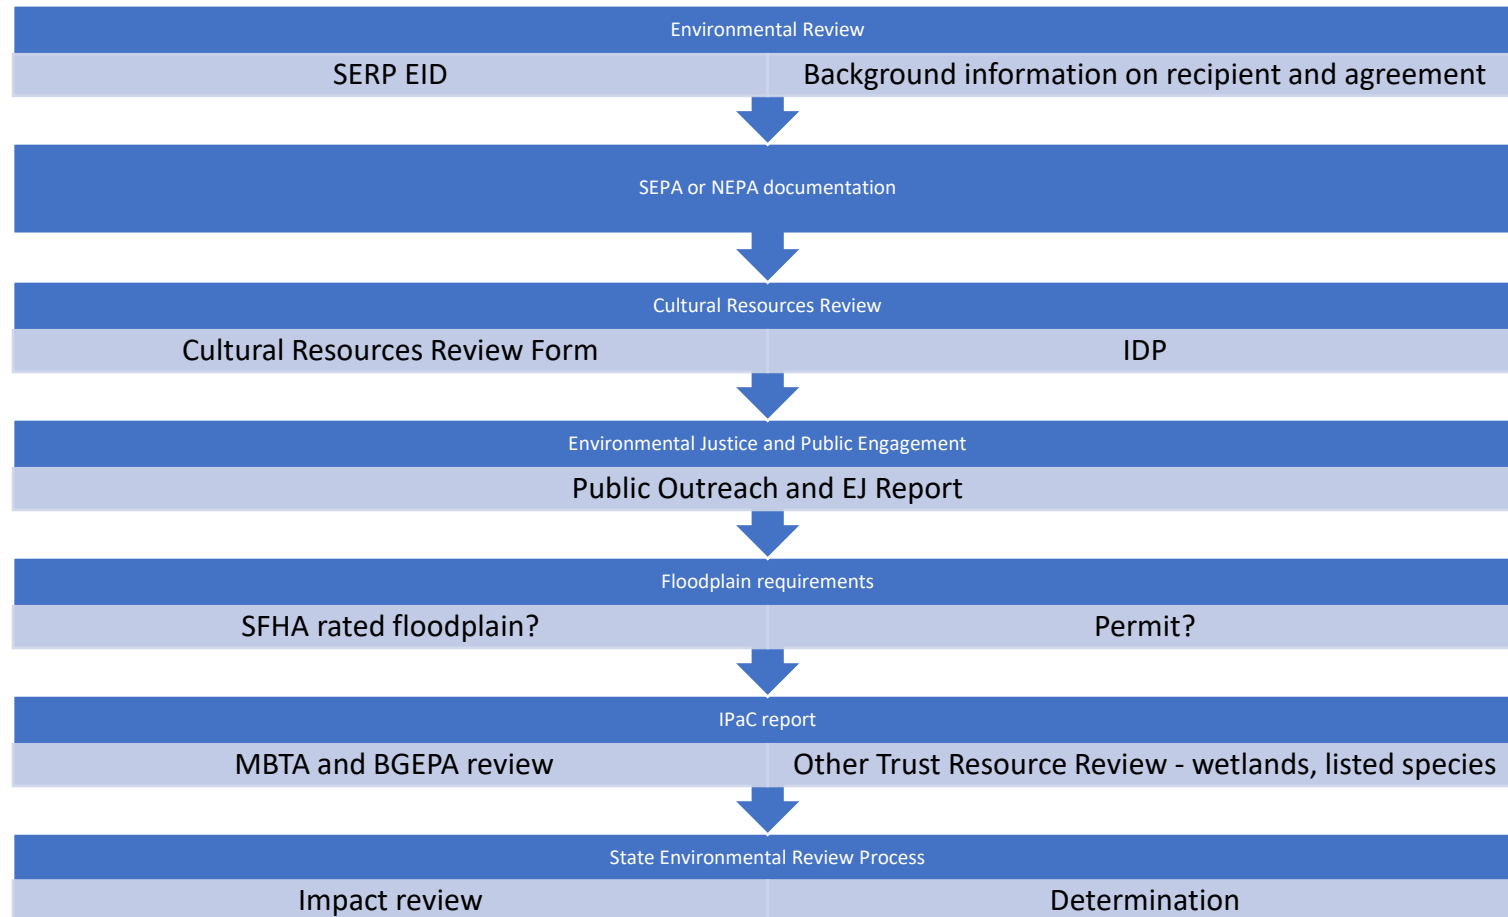 Environmental Review
SERP EID
Background information on recipient and agreement
SEPA or NEPA documentation
Cultural Resources Review
Cultural Resources Review Form
IDP
Environmental Justice and Public Engagement
Public Outreach and EJ Report
Floodplain requirements
SFHA rated floodplain?
Permit?
IPaC report
MBTA and BGEPA review
Other Trust Resource Review - wetlands, listed species
State Environmental Review Process
Impact review
Determination